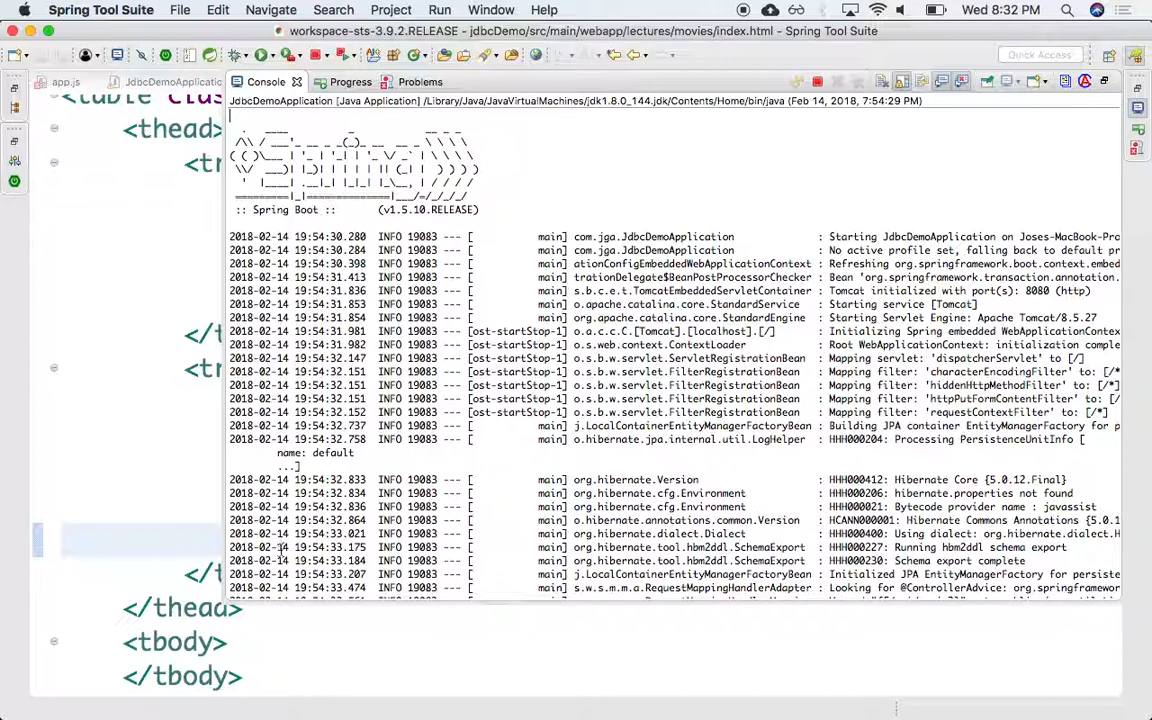 Spring Tool Suite File Edit Navigate Search Project Run Window Help Wed 8:32 PM
workspace-sts-3.9.2.RELEASE - jdbcDemo/src/main/webapp/lectures/movies/index.html - Spring Tool Suite
Quick Access
app.js JdbcDemoApplicatio Console Progress Problems
JdbcDemoApplication [Java Application] /Library/Java/JavaVirtualMachines/jdk1.8.0_144.jdk/Contents/Home/bin/java (Feb 14, 2018, 7:54:29 PM)
<table
<thead>
<tr
</t
<tr
</t
</thead>
<tbody>
</tbody>
:: Spring Boot :: (v1.5.10.RELEASE)
2018-02-14 19:54:30.280 INFO 19083 --- [ main] com.jga.JdbcDemoApplication : Starting JdbcDemoApplication on Joses-MacBook-Pro
2018-02-14 19:54:30.284 INFO 19083 --- [ main] com.jga.JdbcDemoApplication : No active profile set, falling back to default pr
2018-02-14 19:54:30.398 INFO 19083 --- [ main] ationConfigEmbeddedWebApplicationContext : Refreshing org.springframework.boot.context.embed
2018-02-14 19:54:31.413 INFO 19083 --- [ main] trationDelegate$BeanPostProcessorChecker : Bean 'org.springframework.transaction.annotation.
2018-02-14 19:54:31.836 INFO 19083 --- [ main] s.b.c.e.t.TomcatEmbeddedServletContainer : Tomcat initialized with port(s): 8080 (http)
2018-02-14 19:54:31.853 INFO 19083 --- [ main] o.apache.catalina.core.StandardService : Starting service [Tomcat]
2018-02-14 19:54:31.854 INFO 19083 --- [ main] org.apache.catalina.core.StandardEngine : Starting Servlet Engine: Apache Tomcat/8.5.27
2018-02-14 19:54:31.981 INFO 19083 --- [ost-startStop-1] o.a.c.c.C.[Tomcat].[localhost].[/] : Initializing Spring embedded WebApplicationContex
2018-02-14 19:54:31.982 INFO 19083 --- [ost-startStop-1] o.s.web.context.ContextLoader : Root WebApplicationContext: initialization comple
2018-02-14 19:54:32.147 INFO 19083 --- [ost-startStop-1] o.s.b.w.servlet.ServletRegistrationBean : Mapping servlet: 'dispatcherServlet' to [/]
2018-02-14 19:54:32.151 INFO 19083 --- [ost-startStop-1] o.s.b.w.servlet.FilterRegistrationBean : Mapping filter: 'characterEncodingFilter' to: [/*
2018-02-14 19:54:32.151 INFO 19083 --- [ost-startStop-1] o.s.b.w.servlet.FilterRegistrationBean : Mapping filter: 'hiddenHttpMethodFilter' to: [/*]
2018-02-14 19:54:32.151 INFO 19083 --- [ost-startStop-1] o.s.b.w.servlet.FilterRegistrationBean : Mapping filter: 'httpPutFormContentFilter' to: [/
2018-02-14 19:54:32.152 INFO 19083 --- [ost-startStop-1] o.s.b.w.servlet.FilterRegistrationBean : Mapping filter: 'requestContextFilter' to: [/*]
2018-02-14 19:54:32.737 INFO 19083 --- [ main] j.LocalContainerEntityManagerFactoryBean : Building JPA container EntityManagerFactory for p
2018-02-14 19:54:32.758 INFO 19083 --- [ main] o.hibernate.jpa.internal.util.LogHelper : HHH000204: Processing PersistenceUnitInfo [
name: default
...]
2018-02-14 19:54:32.833 INFO 19083 --- [ main] org.hibernate.Version : HHH000412: Hibernate Core {5.0.12.Final}
2018-02-14 19:54:32.834 INFO 19083 --- [ main] org.hibernate.cfg.Environment : HHH000206: hibernate.properties not found
2018-02-14 19:54:32.836 INFO 19083 --- [ main] org.hibernate.cfg.Environment : HHH000021: Bytecode provider name : javassist
2018-02-14 19:54:32.864 INFO 19083 --- [ main] o.hibernate.annotations.common.Version : HCANN000001: Hibernate Commons Annotations {5.0.1
2018-02-14 19:54:33.021 INFO 19083 --- [ main] org.hibernate.dialect.Dialect : HHH000400: Using dialect: org.hibernate.dialect.H
2018-02-14 19:54:33.175 INFO 19083 --- [ main] org.hibernate.tool.hbm2ddl.SchemaExport : HHH000227: Running hbm2ddl schema export
2018-02-14 19:54:33.184 INFO 19083 --- [ main] org.hibernate.tool.hbm2ddl.SchemaExport : HHH000230: Schema export complete
2018-02-14 19:54:33.207 INFO 19083 --- [ main] j.LocalContainerEntityManagerFactoryBean : Initialized JPA EntityManagerFactory for persiste
2018-02-14 19:54:33.474 INFO 19083 --- [ main] s.w.s.m.m.a.RequestMappingHandlerAdapter : Looking for @ControllerAdvice: org.springframewor